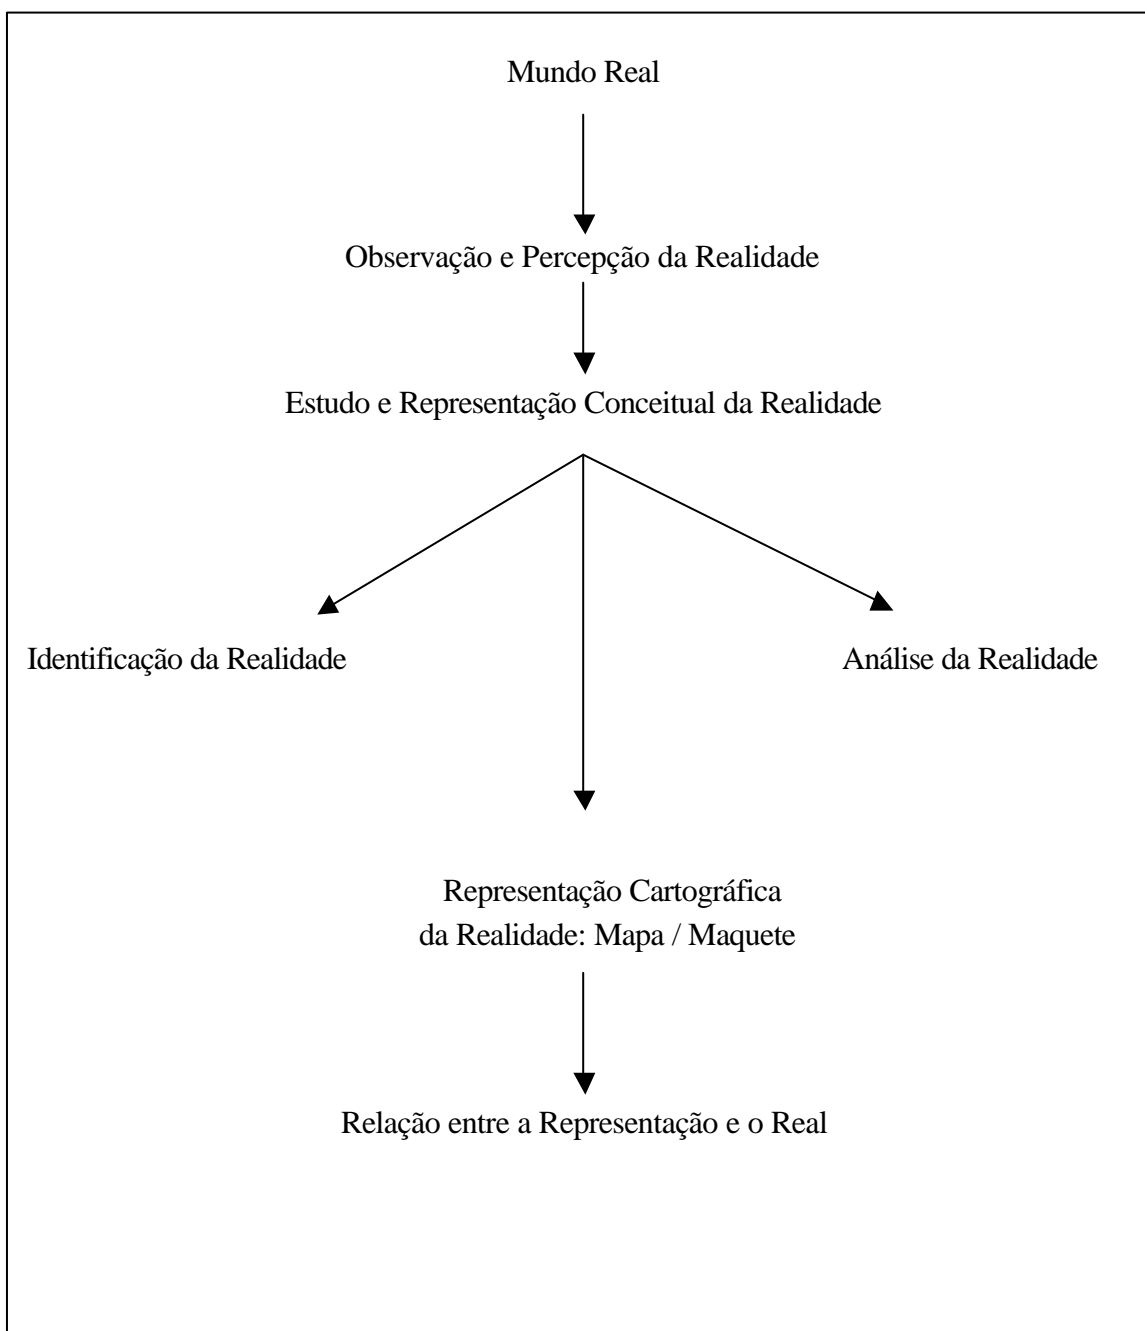 Mundo Real
Observação e Percepção da Realidade
Estudo e Representação Conceitual da Realidade
Identificação da Realidade
Análise da Realidade
Representação Cartográfica
da Realidade: Mapa / Maquete
Relação entre a Representação e o Real